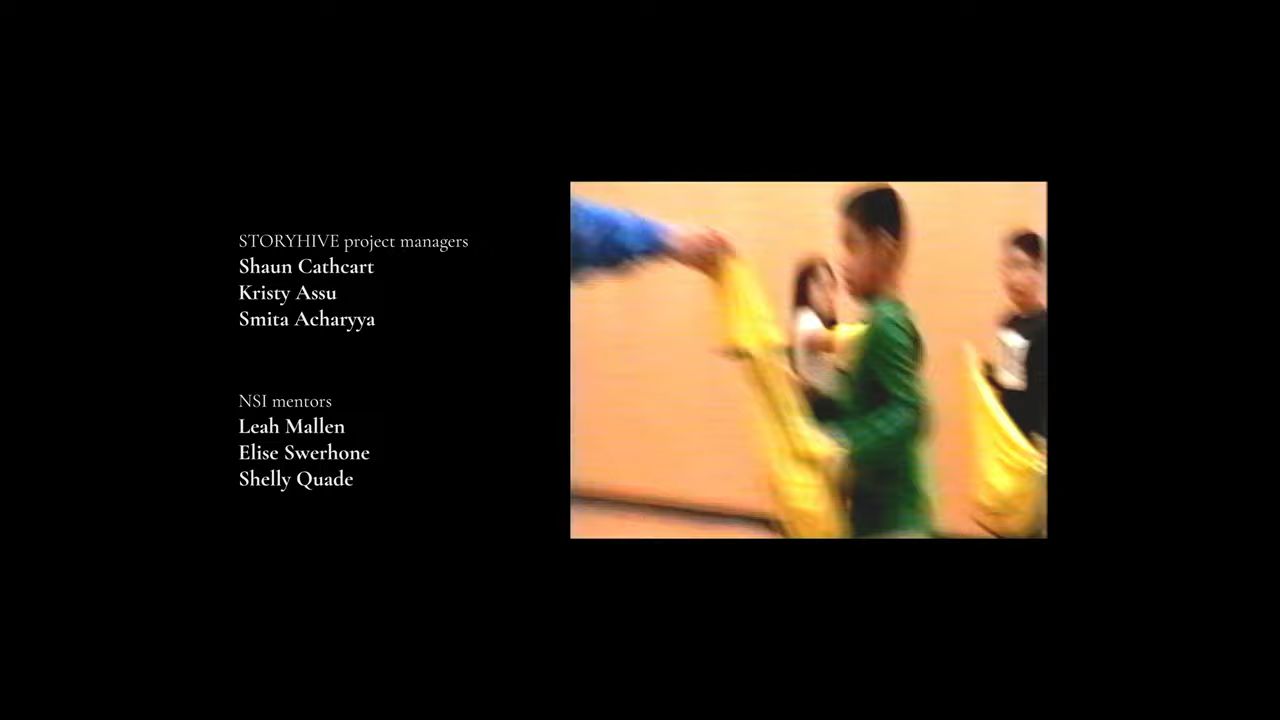 STORYHIVE project managers
Shaun Cathcart
Kristy Assu
Smita Acharyya
NSI mentors
Leah Mallen
Elise Swerhone
Shelly Quade